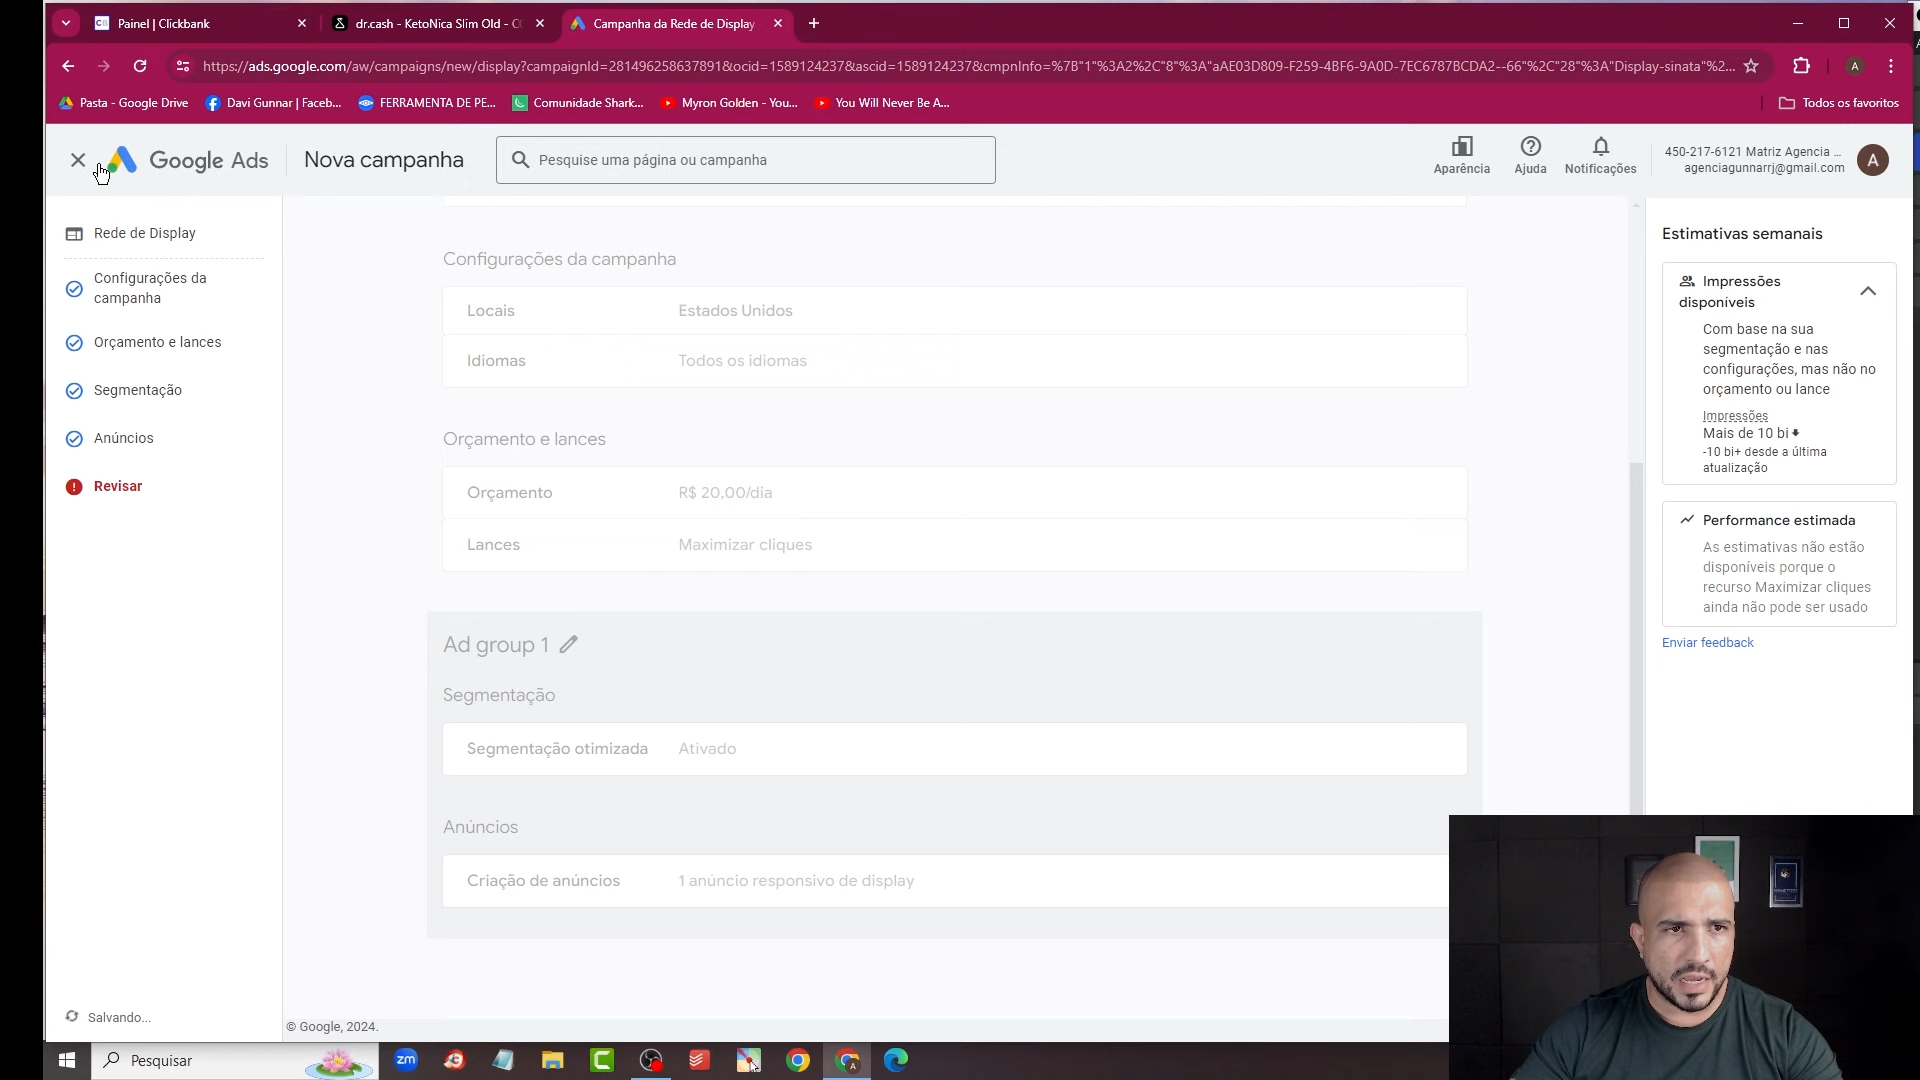 Painel | Clickbank
dr.cash - KetoNica Slim Old - CO
Campanha da Rede de Display
https://ads.google.com/aw/campaigns/new/display?campaignId=281496258637891&ocid=1589124237&ascid=1589124237&cmpnInfo=%7B"1"%3A2%2C"8"%3A"aAE03D809-F259-4BF6-9A0D-7EC6787BCDA2--66"%2C"28"%3A"Display-sinata"%2...
A
Pasta - Google Drive
Davi Gunnar | Faceb...
FERRAMENTA DE PE...
Comunidade Shark...
Myron Golden - You...
You Will Never Be A...
Todos os favoritos
Google Ads
Nova campanha
Pesquise uma página ou campanha
Aparência
Ajuda
Notificações
450-217-6121 Matriz Agencia ...
agenciagunnarrj@gmail.com
A
Rede de Display
Configurações da
campanha
Orçamento e lances
Segmentação
Anúncios
Revisar
Salvando...
Configurações da campanha
Locais Estados Unidos
Idiomas Todos os idiomas
Orçamento e lances
Orçamento R$ 20,00/dia
Lances Maximizar cliques
Ad group 1
Segmentação
Segmentação otimizada Ativado
Anúncios
Criação de anúncios 1 anúncio responsivo de display
© Google, 2024.
Estimativas semanais
Impressões
disponíveis
Com base na sua
segmentação e nas
configurações, mas não no
orçamento ou lance
Impressões
Mais de 10 bi
-10 bi+ desde a última
atualização
Performance estimada
As estimativas não estão
disponíveis porque o
recurso Maximizar cliques
ainda não pode ser usado
Enviar feedback
Pesquisar
zm